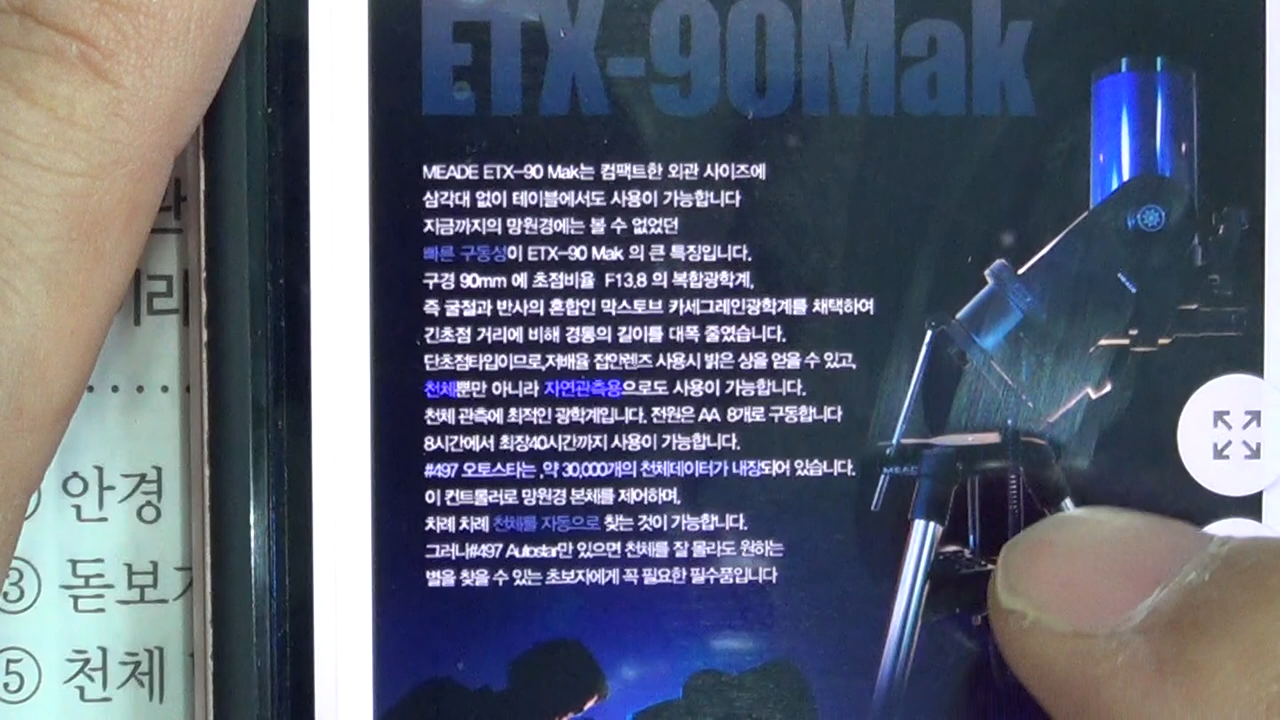 ETX-90Mak
MEADE ETX-90 Mak는 컴팩트한 외관 사이즈에
삼각대 없이 테이블에서도 사용이 가능합니다
지금까지의 망원경에는 볼 수 없었던
빠른 구동성이 ETX-90 Mak 의 큰 특징입니다.
구경 90mm 에 초점비율 F13.8 의 복합광학계,
즉 굴절과 반사의 혼합인 막스토브 카세그레인광학계를 채택하여
긴초점 거리에 비해 경통의 길이를 대폭 줄였습니다.
단초점타입이므로,저배율 접안렌즈 사용시 밝은 상을 얻을 수 있고,
천체뿐만 아니라 자연관측용으로도 사용이 가능합니다.
천체 관측에 최적인 광학계입니다. 전원은 AA 8개로 구동합니다
8시간에서 최장40시간까지 사용이 가능합니다.
#497 오토스타는 ,약 30,000개의 천체데이터가 내장되어 있습니다.
이 컨트롤러로 망원경 본체를 제어하며,
차례 차례 천체를 자동으로 찾는 것이 가능합니다.
그러나#497 Autostar만 있으면 천체를 잘 몰라도 원하는
별을 찾을 수 있는 초보자에게 꼭 필요한 필수품입니다
MEADE
안경
③ 돋보
⑤ 천체